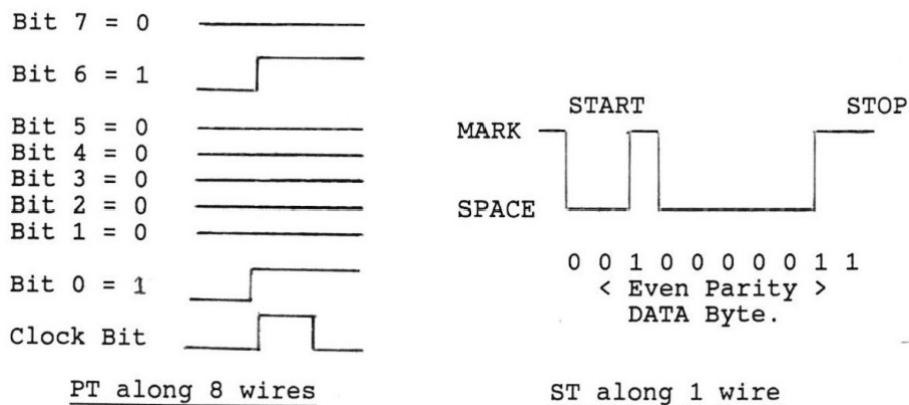 Bit 7 = 0
Bit 6 = 1
Bit 5 = 0
Bit 4 = 0
Bit 3 = 0
Bit 2 = 0
Bit 1 = 0
Bit 0 = 1
Clock Bit
PT along 8 wires
START STOP
MARK
SPACE
0 0 1 0 0 0 0 0 1 1
< Even Parity >
DATA Byte.
ST along 1 wire